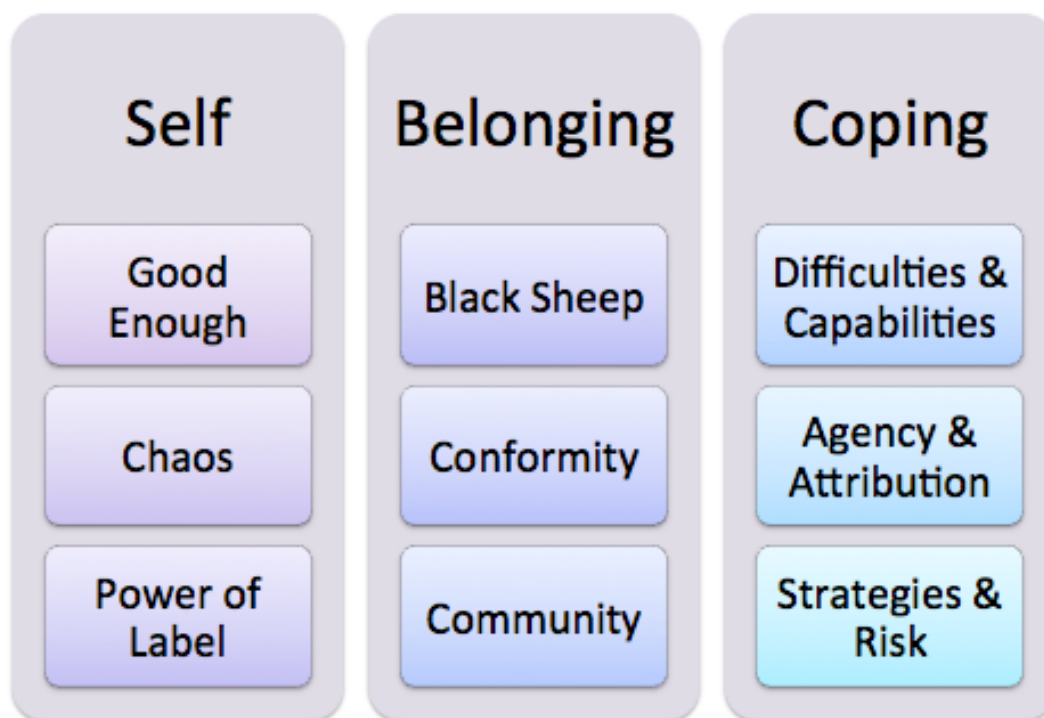 Self
Good
Enough
Chaos
Power of
Label
Belonging
Black Sheep
Conformity
Community
Coping
Difficulties &
Capabilities
Agency &
Attribution
Strategies &
Risk